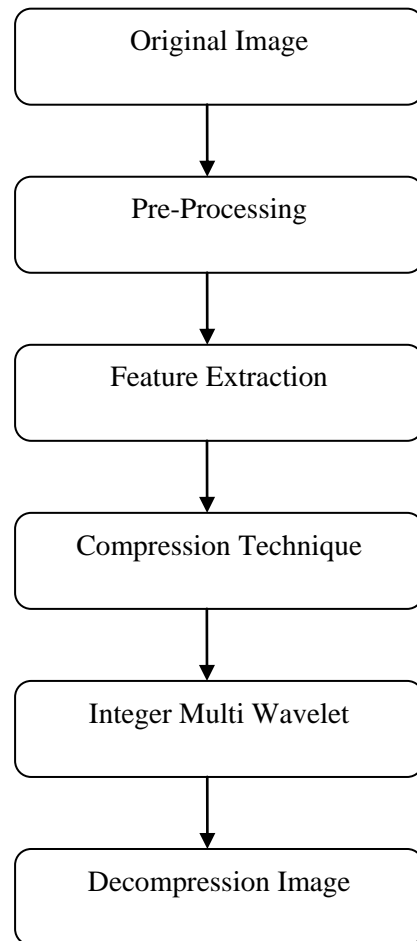 Original Image
Pre-Processing
Feature Extraction
Compression Technique
Integer Multi Wavelet
Decompression Image